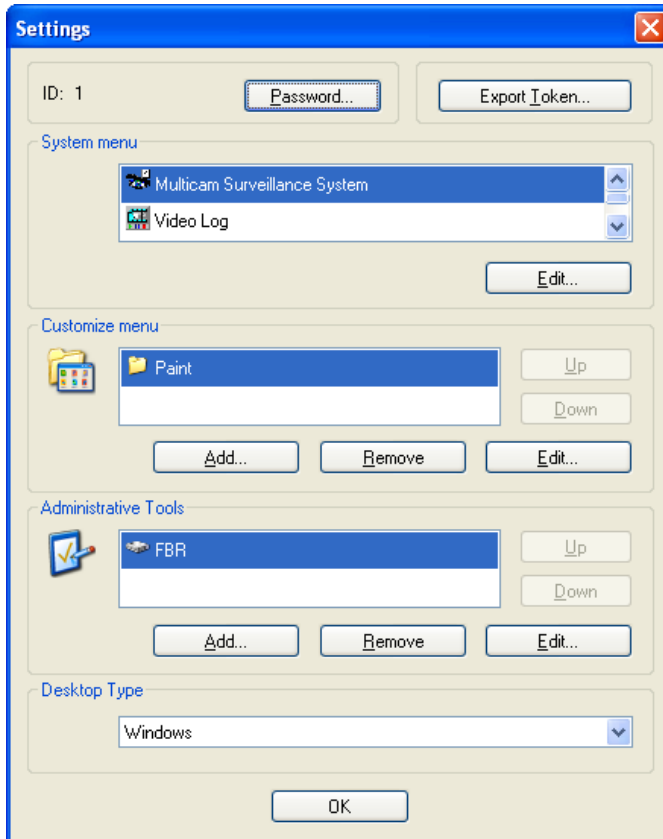 Settings
ID: 1
Password...
Export Token...
System menu
Multicam Surveillance System
Video Log
Edit...
Customize menu
Paint
Up
Down
Add...
Remove
Edit...
Administrative Tools
FBR
Up
Down
Add...
Remove
Edit...
Desktop Type
Windows
OK